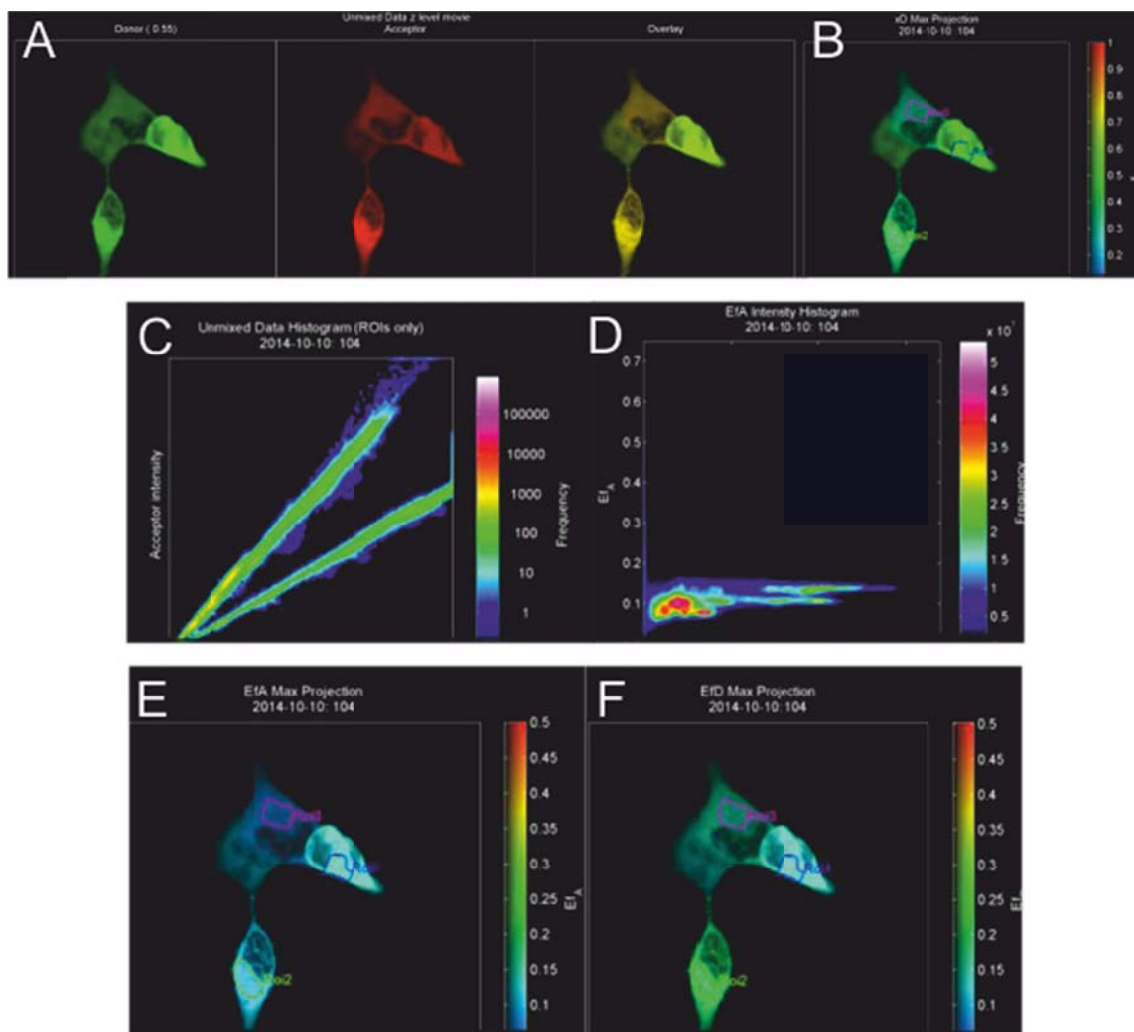 A
Unmixed Data z level movie
Donor ( 0.55)
Acceptor
Overlay
B
xD Max Projection
2014-10-10: 104
1
0.9
0.8
0.7
0.6
0.5
0.4
0.3
0.2
C
Unmixed Data Histogram (ROIs only)
2014-10-10: 104
Acceptor intensity
100000
10000
1000
100
10
1
Frequency
D
EfA Intensity Histogram
2014-10-10: 104
x 10⁷
0.7
0.6
0.5
0.4
0.3
0.2
0.1
Ef_A
5
4.5
4
3.5
3
2.5
2
1.5
1
0.5
Frequency
E
EfA Max Projection
2014-10-10: 104
Roi3
Roi2
0.5
0.45
0.4
0.35
0.3
0.25
0.2
0.15
0.1
Ef_A
F
EfD Max Projection
2014-10-10: 104
Roi3
Roi2
0.5
0.45
0.4
0.35
0.3
0.25
0.2
0.15
0.1